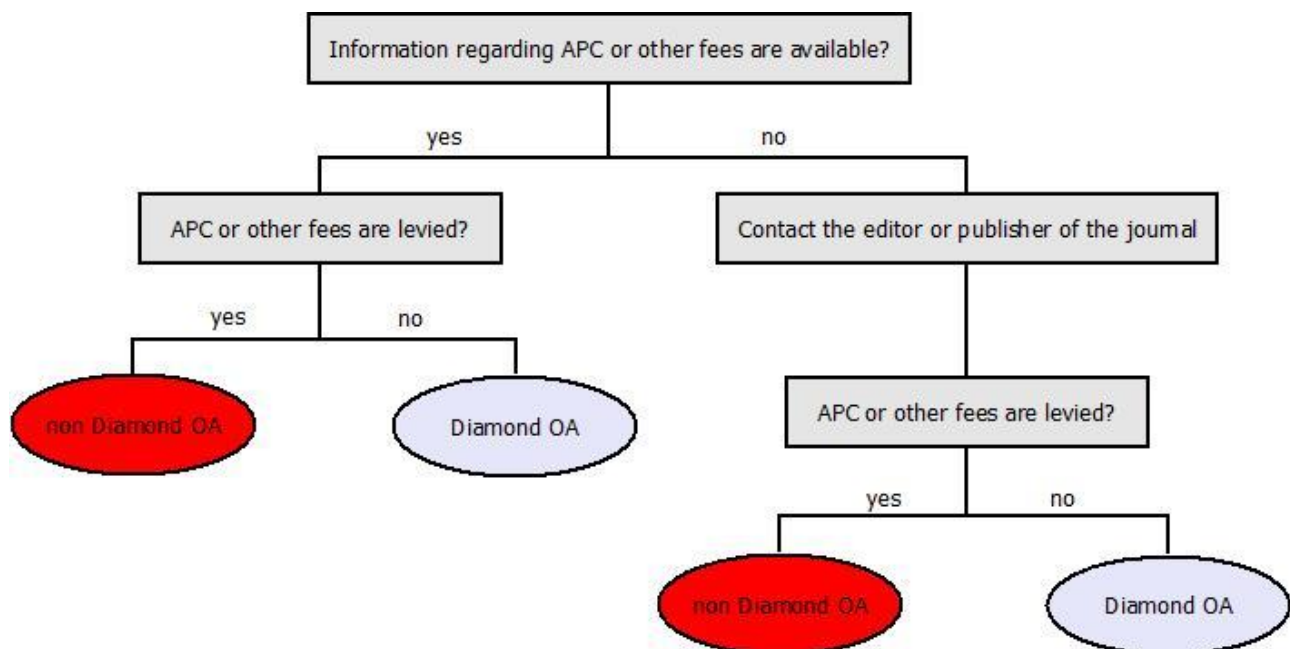 Information regarding APC or other fees are available?
yes
no
APC or other fees are levied?
Contact the editor or publisher of the journal
yes
no
non Diamond OA
Diamond OA
APC or other fees are levied?
yes
no
non Diamond OA
Diamond OA